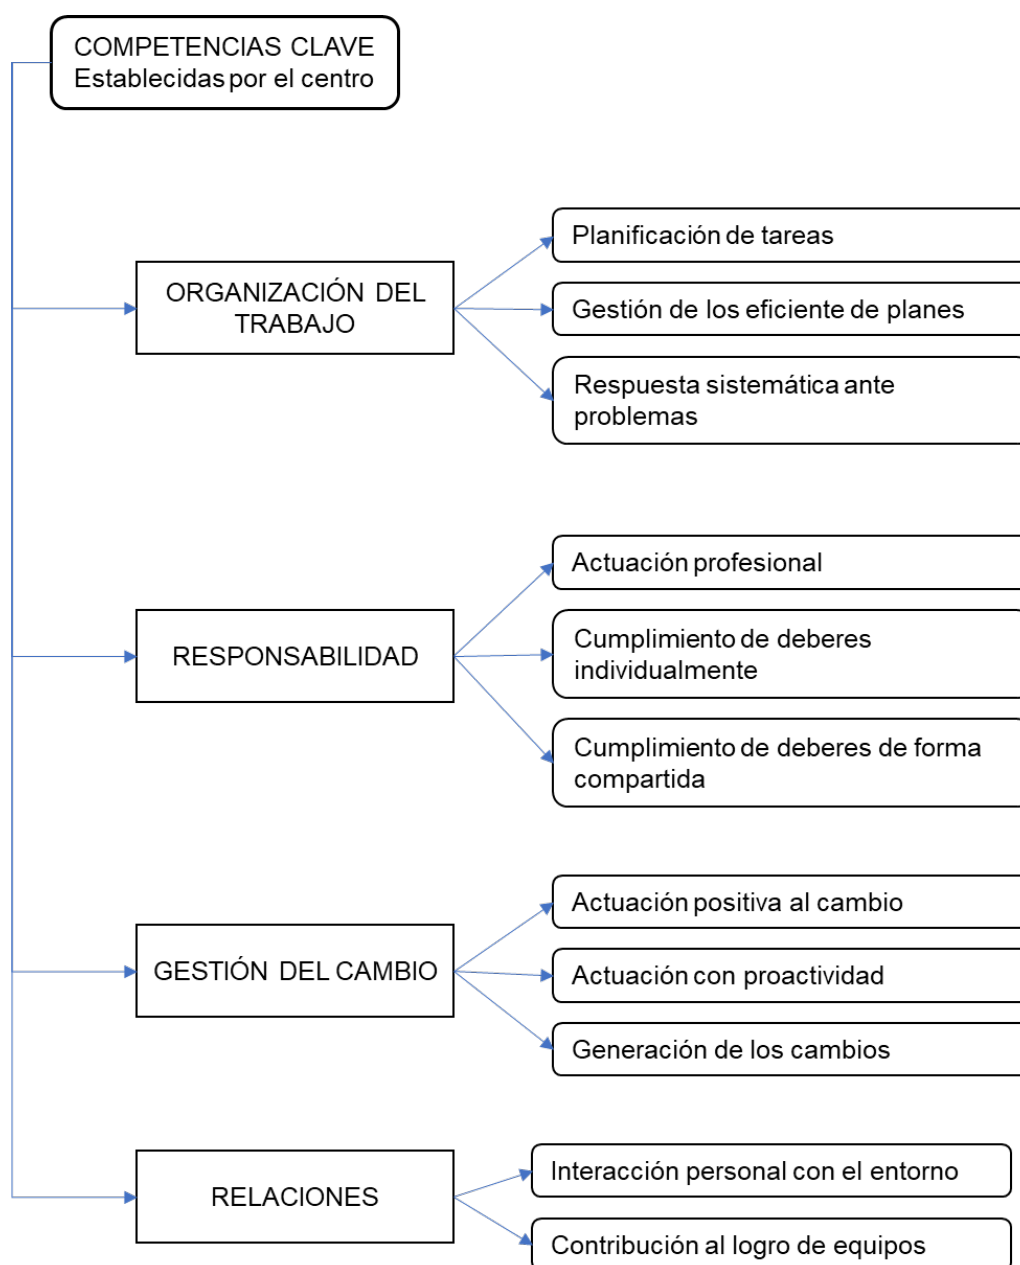 COMPETENCIAS CLAVE
Establecidas por el centro
ORGANIZACIÓN DEL
TRABAJO
Planificación de tareas
Gestión de los eficiente de planes
Respuesta sistemática ante
problemas
RESPONSABILIDAD
Actuación profesional
Cumplimiento de deberes
individualmente
Cumplimiento de deberes de forma
compartida
GESTIÓN DEL CAMBIO
Actuación positiva al cambio
Actuación con proactividad
Generación de los cambios
RELACIONES
Interacción personal con el entorno
Contribución al logro de equipos